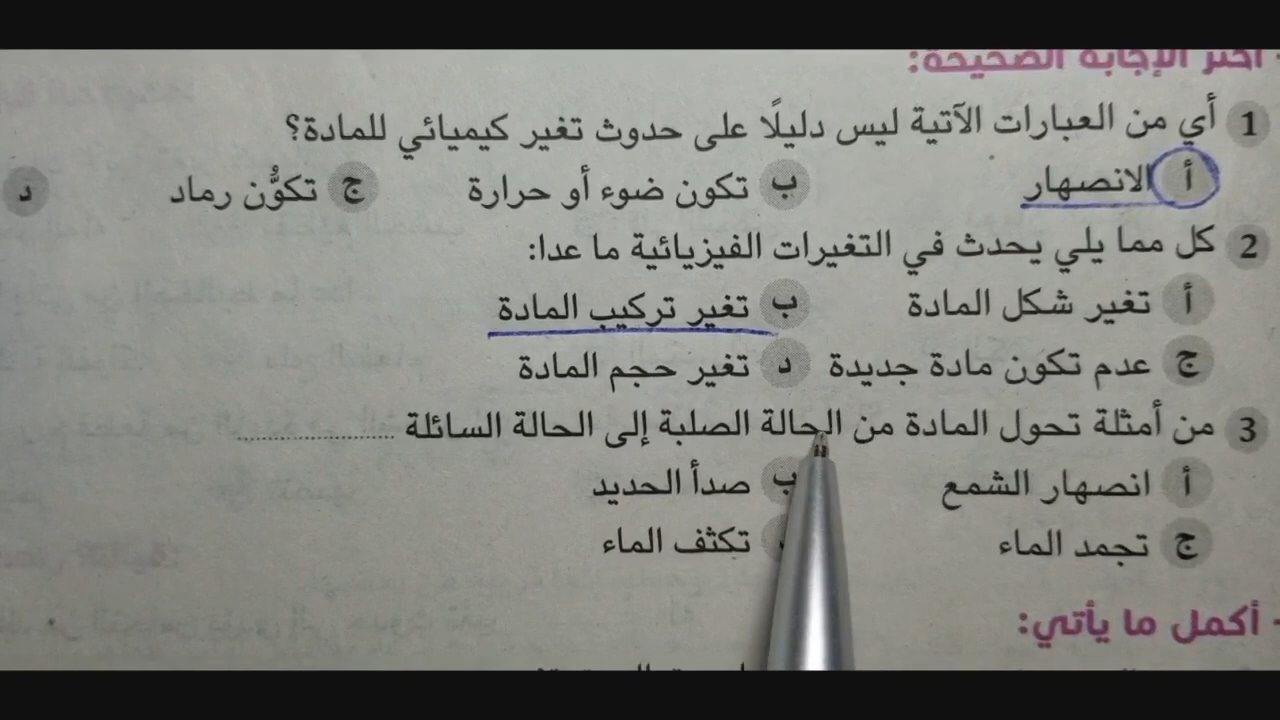 اختر الإجابة الصحيحة:
1 أي من العبارات الآتية ليس دليلًا على حدوث تغير كيميائي للمادة؟
أ الانصهار ب تكون ضوء أو حرارة ج تكوُّن رماد د
2 كل مما يلي يحدث في التغيرات الفيزيائية ما عدا:
أ تغير شكل المادة ب تغير تركيب المادة
ج عدم تكون مادة جديدة د تغير حجم المادة
3 من أمثلة تحول المادة من الحالة الصلبة إلى الحالة السائلة ................
أ انصهار الشمع ب صدأ الحديد
ج تجمد الماء تكثف الماء
أكمل ما يأتي: